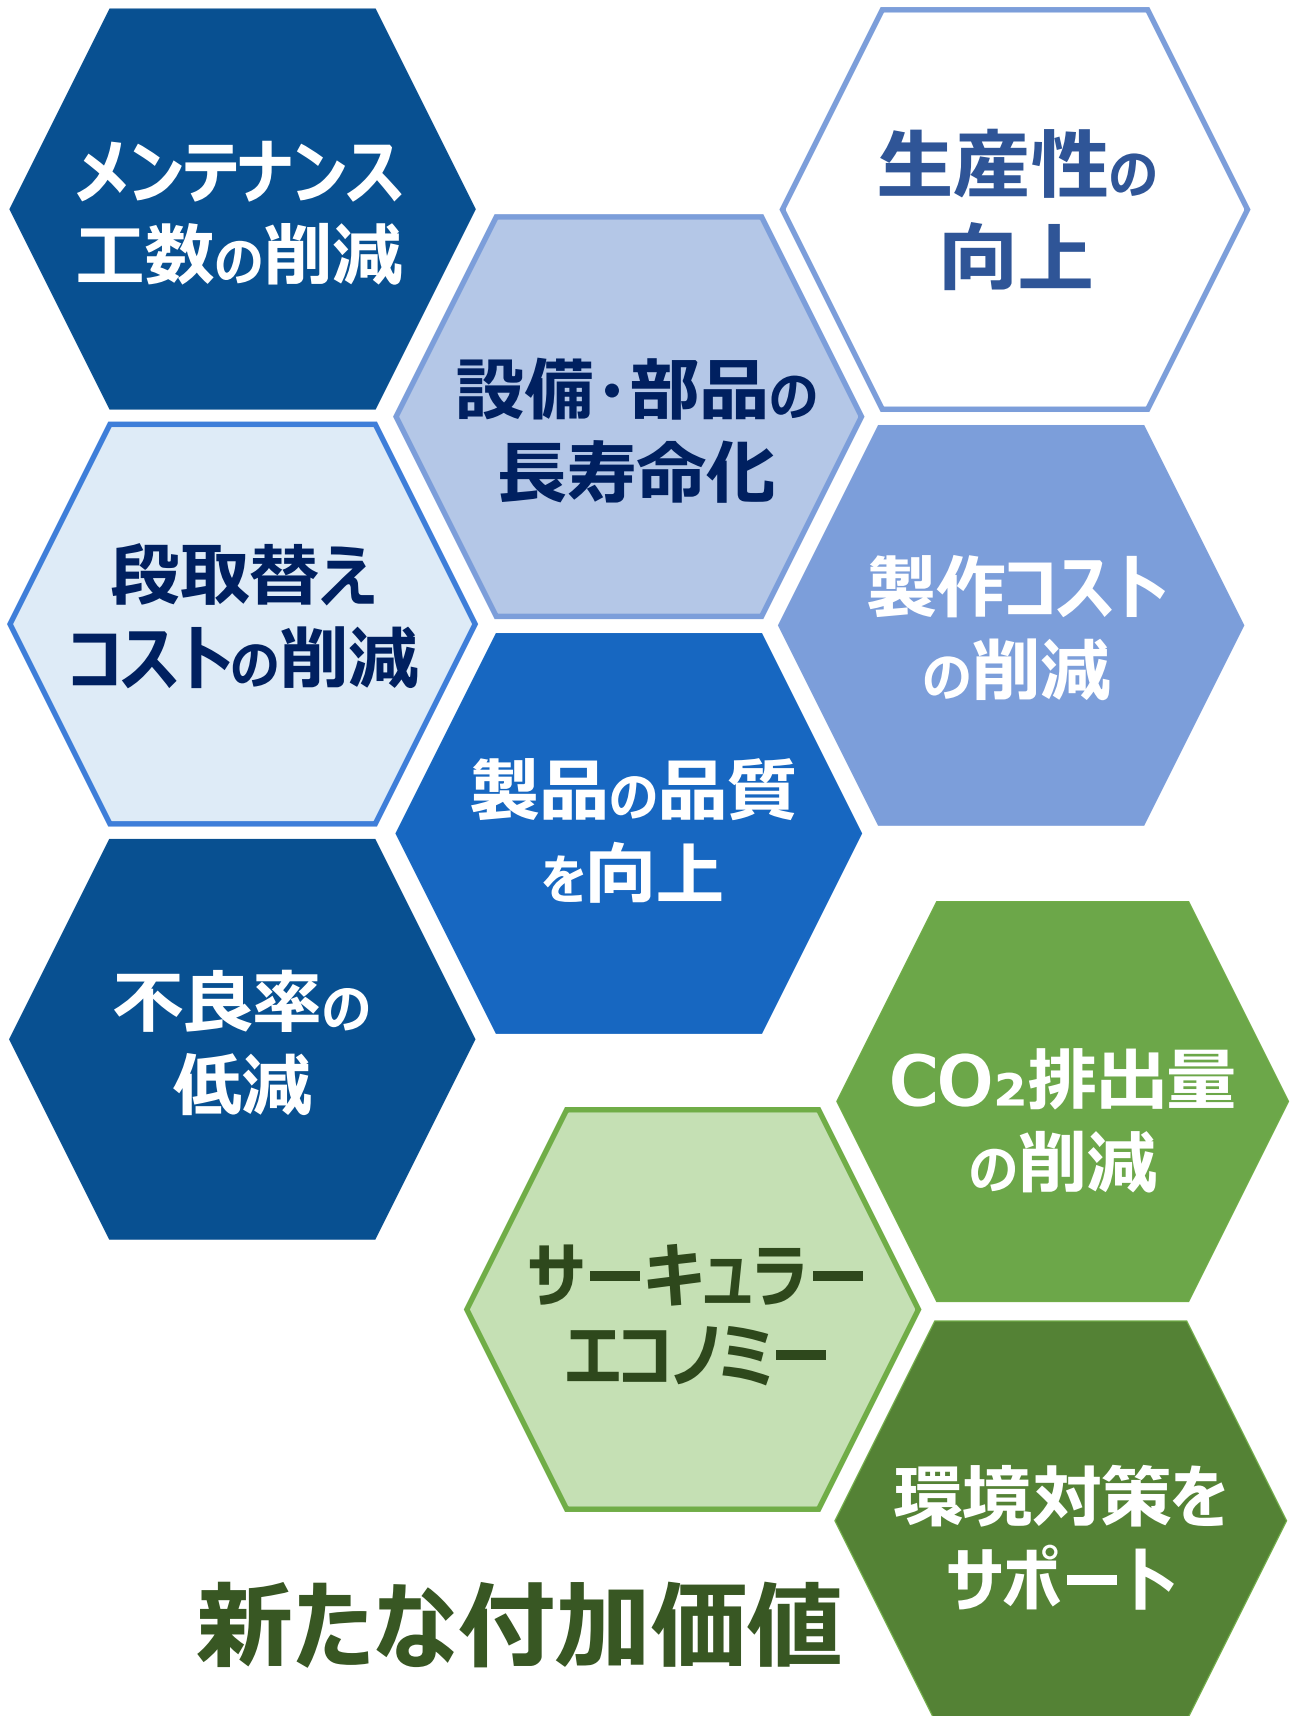 メンテナンス
工数の削減
生産性の
向上
設備・部品の
長寿命化
段取替え
コストの削減
製作コスト
の削減
製品の品質
を向上
不良率の
低減
CO₂排出量
の削減
サーキュラー
エコノミー
環境対策を
サポート
新たな付加価値